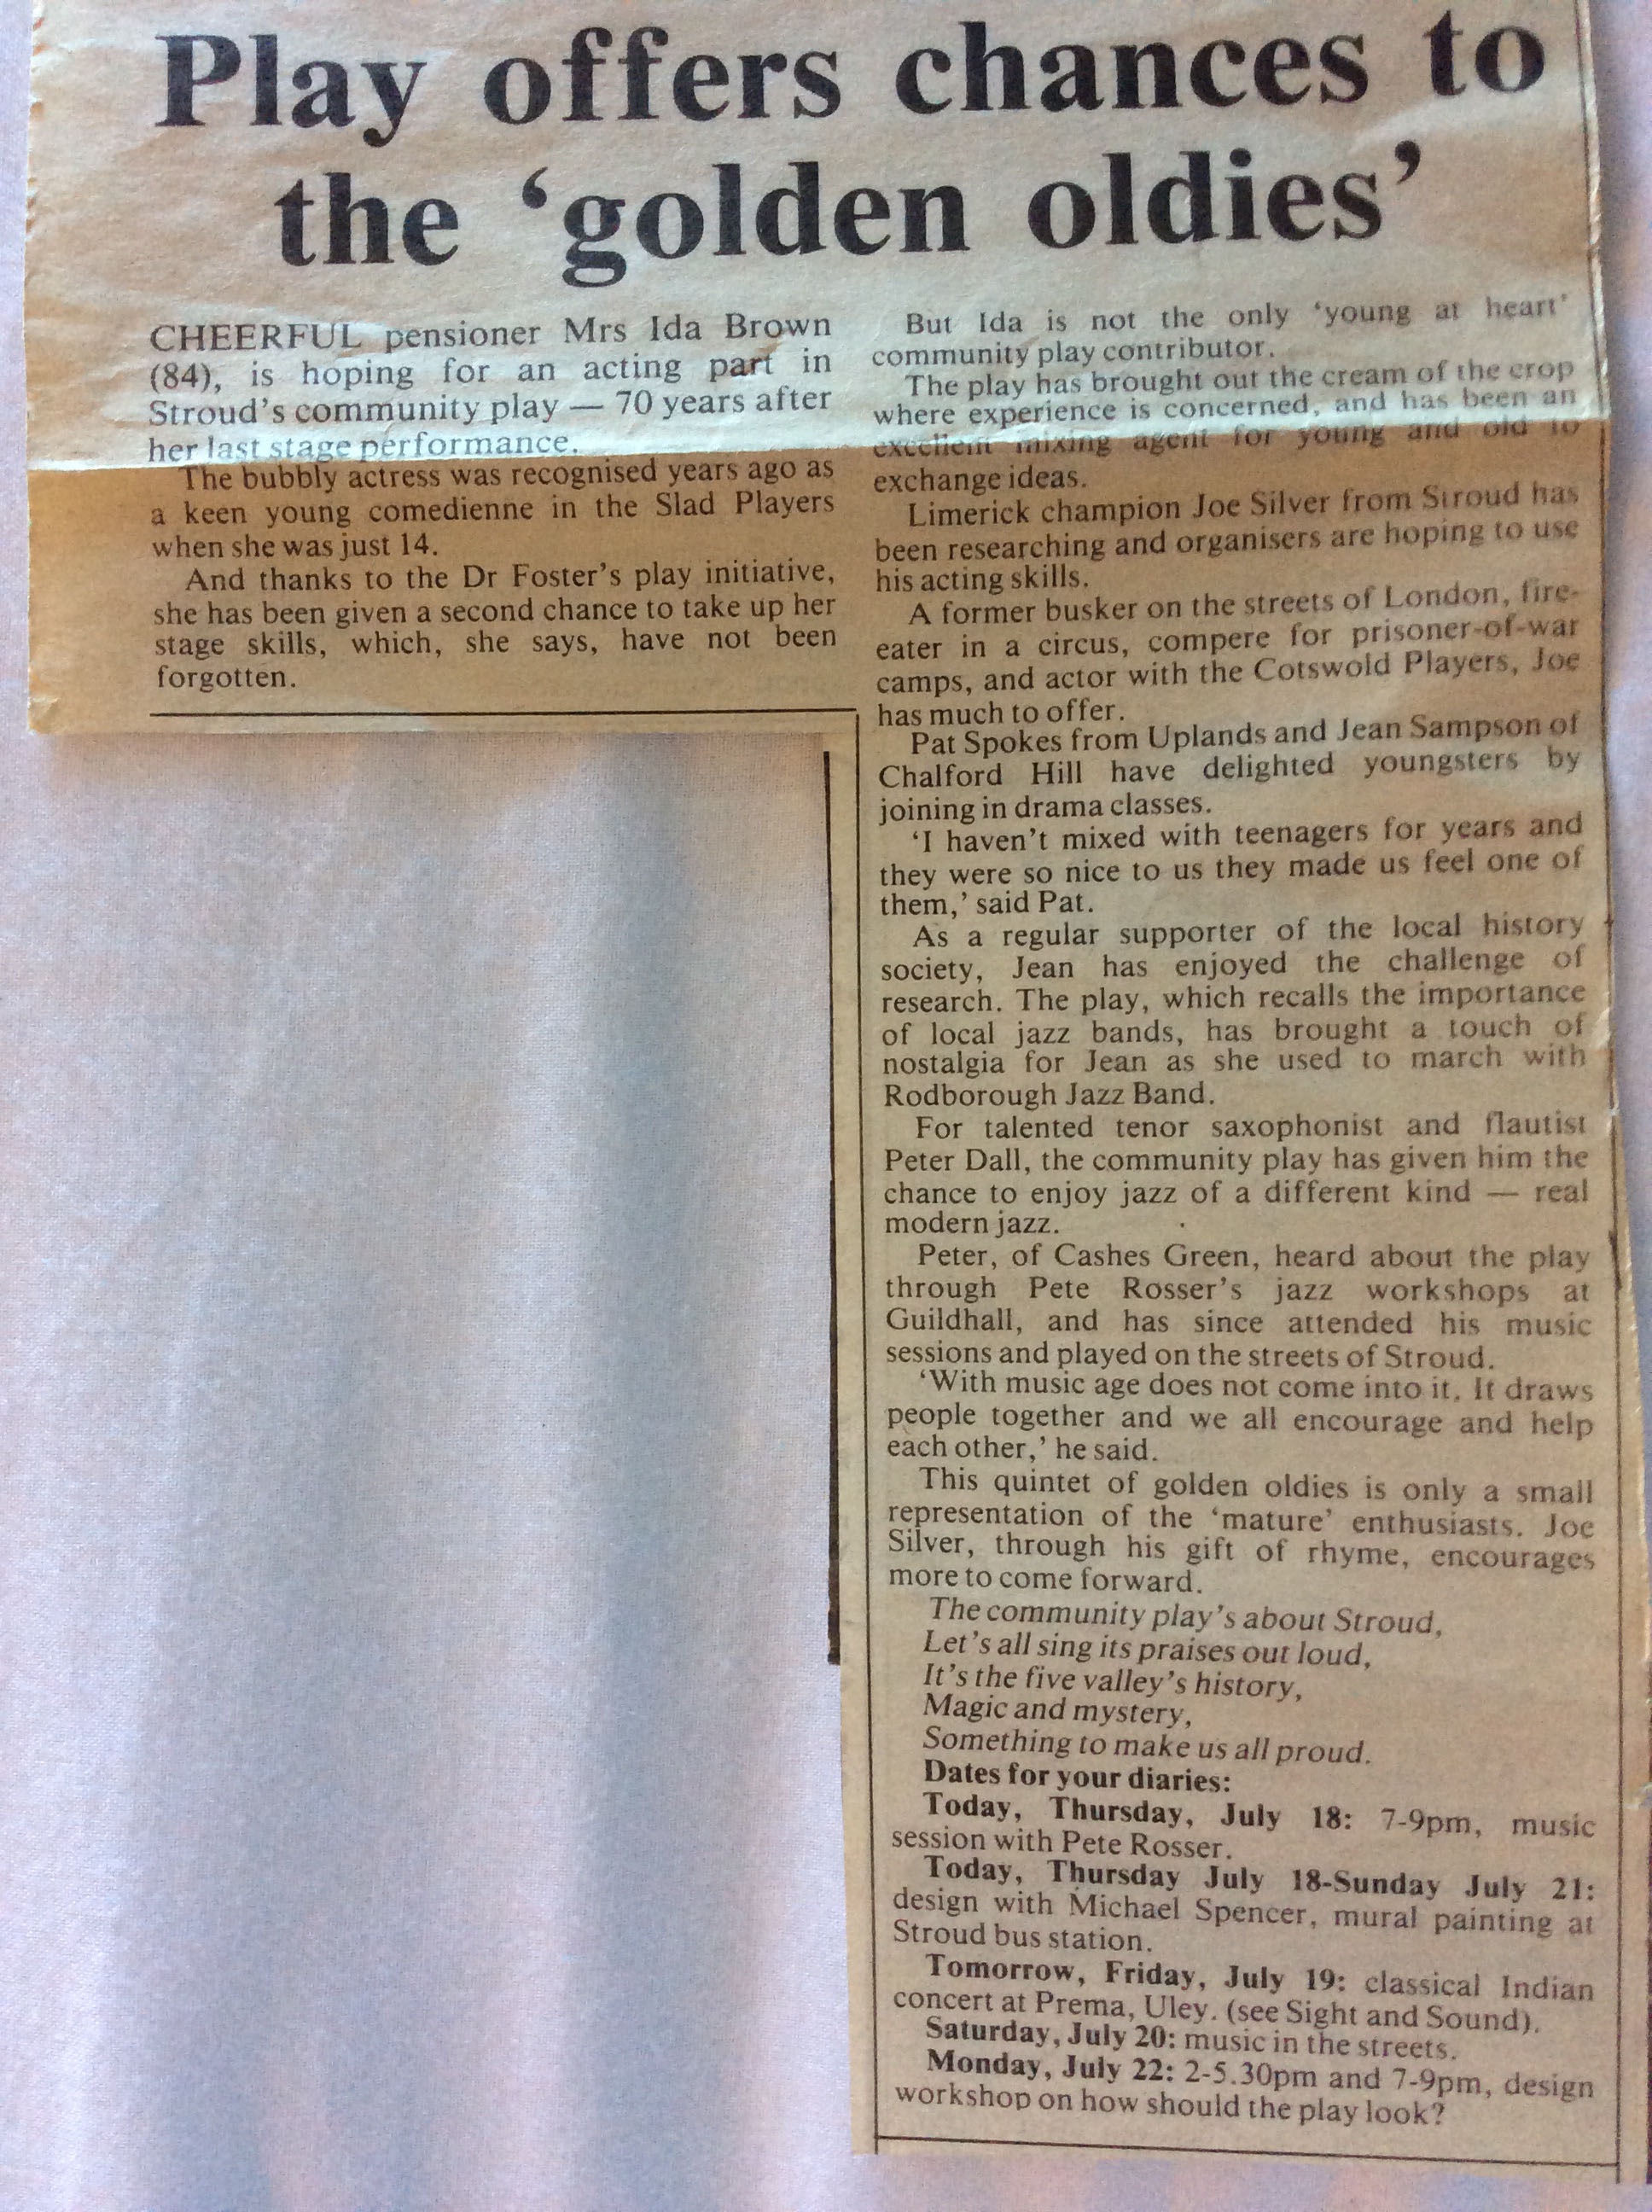 Play offers chances to
the ‘golden oldies’
CHEERFUL pensioner Mrs Ida Brown
(84), is hoping for an acting part in
Stroud’s community play — 70 years after
her last stage performance.
The bubbly actress was recognised years ago as
a keen young comedienne in the Slad Players
when she was just 14.
And thanks to the Dr Foster’s play initiative,
she has been given a second chance to take up her
stage skills, which, she says, have not been
forgotten.
But Ida is not the only ‘young at heart’
community play contributor.
The play has brought out the cream of the crop
where experience is concerned, and has been an
excellent mixing agent for young and old to
exchange ideas.
Limerick champion Joe Silver from Stroud has
been researching and organisers are hoping to use
his acting skills.
A former busker on the streets of London, fire-
eater in a circus, compere for prisoner-of-war
camps, and actor with the Cotswold Players, Joe
has much to offer.
Pat Spokes from Uplands and Jean Sampson of
Chalford Hill have delighted youngsters by
joining in drama classes.
‘I haven’t mixed with teenagers for years and
they were so nice to us they made us feel one of
them,’ said Pat.
As a regular supporter of the local history
society, Jean has enjoyed the challenge of
research. The play, which recalls the importance
of local jazz bands, has brought a touch of
nostalgia for Jean as she used to march with
Rodborough Jazz Band.
For talented tenor saxophonist and flautist
Peter Dall, the community play has given him the
chance to enjoy jazz of a different kind — real
modern jazz.
Peter, of Cashes Green, heard about the play
through Pete Rosser’s jazz workshops at
Guildhall, and has since attended his music
sessions and played on the streets of Stroud.
‘With music age does not come into it. It draws
people together and we all encourage and help
each other,’ he said.
This quintet of golden oldies is only a small
representation of the ‘mature’ enthusiasts. Joe
Silver, through his gift of rhyme, encourages
more to come forward.
The community play’s about Stroud,
Let’s all sing its praises out loud,
It’s the five valley’s history,
Magic and mystery,
Something to make us all proud.
Dates for your diaries:
Today, Thursday, July 18: 7-9pm, music
session with Pete Rosser.
Today, Thursday July 18-Sunday July 21:
design with Michael Spencer, mural painting at
Stroud bus station.
Tomorrow, Friday, July 19: classical Indian
concert at Prema, Uley. (see Sight and Sound).
Saturday, July 20: music in the streets.
Monday, July 22: 2-5.30pm and 7-9pm, design
workshop on how should the play look?